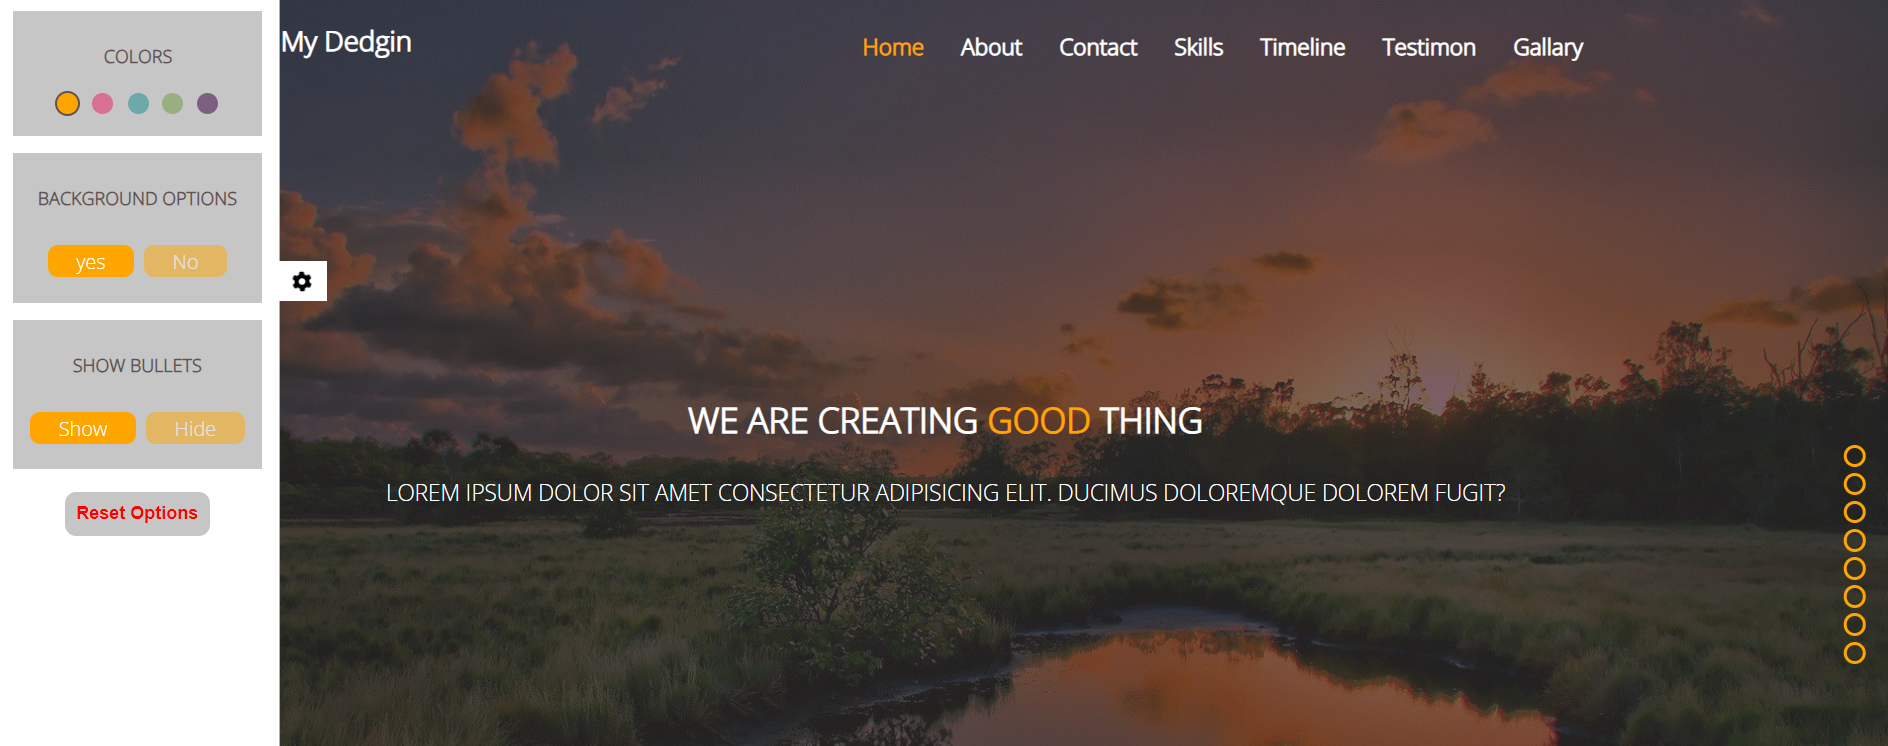 COLORS
BACKGROUND OPTIONS
yes No
SHOW BULLETS
Show Hide
Reset Options
My Dedgin
Home About Contact Skills Timeline Testimon Gallary
WE ARE CREATING GOOD THING
LOREM IPSUM DOLOR SIT AMET CONSECTETUR ADIPISICING ELIT. DUCIMUS DOLOREMQUE DOLOREM FUGIT?